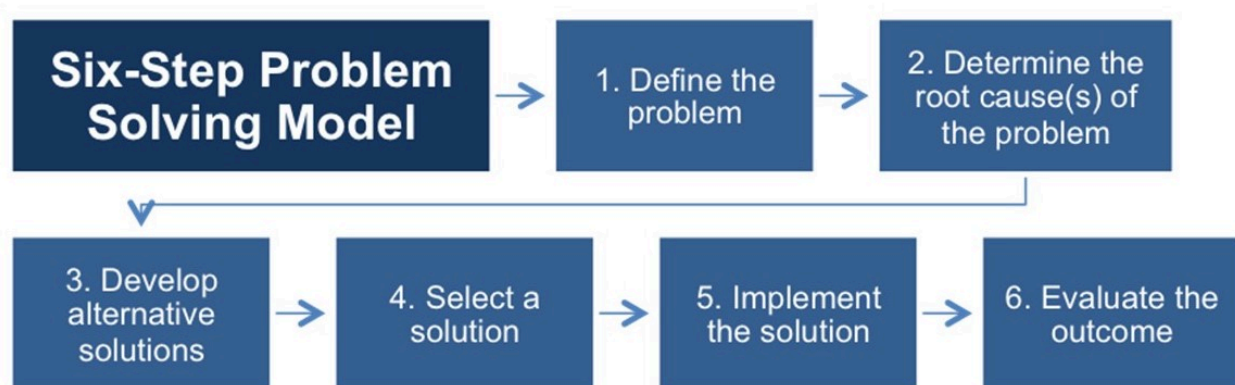 Six-Step Problem
Solving Model
1. Define the
problem
2. Determine the
root cause(s) of
the problem
3. Develop
alternative
solutions
4. Select a
solution
5. Implement
the solution
6. Evaluate the
outcome